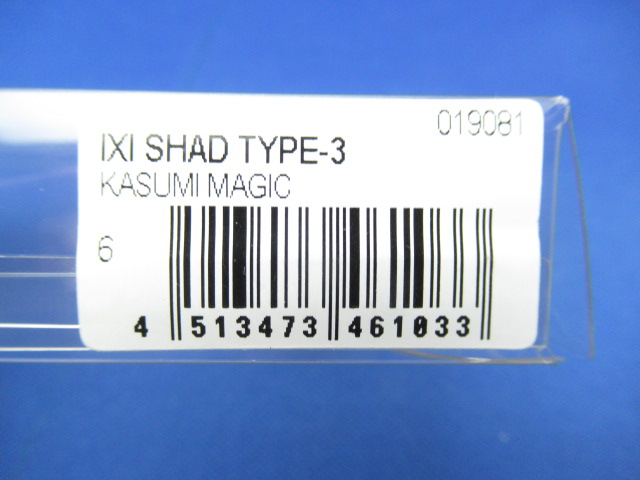 019081
IXI SHAD TYPE-3
KASUMI MAGIC
6
4 513473 461033